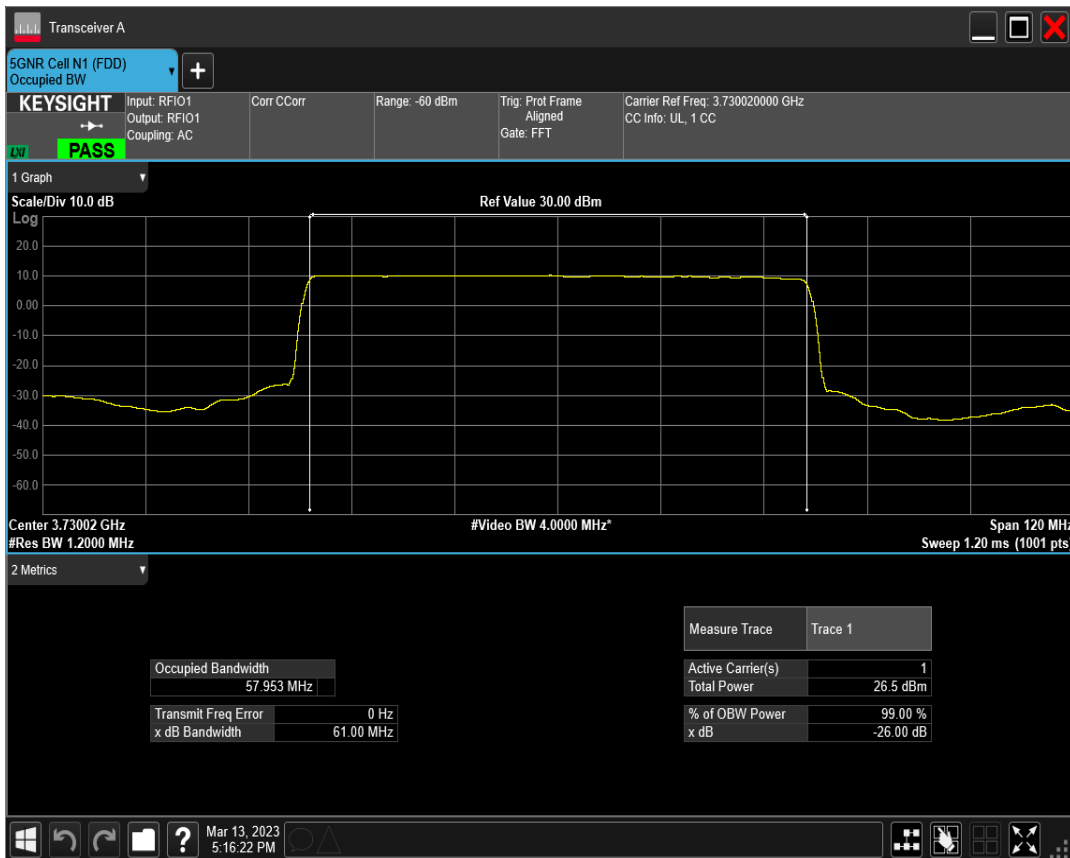 Transceiver A
5GNR Cell N1 (FDD)
Occupied BW
+
KEYSIGHT
LXI
PASS
Input: RFIO1
Output: RFIO1
Coupling: AC
Corr CCorr
Range: -60 dBm
Trig: Prot Frame
Aligned
Gate: FFT
Carrier Ref Freq: 3.730020000 GHz
CC Info: UL, 1 CC
1 Graph
Scale/Div 10.0 dB
Ref Value 30.00 dBm
Log
20.0
10.0
0.00
-10.0
-20.0
-30.0
-40.0
-50.0
-60.0
Center 3.73002 GHz
#Video BW 4.0000 MHz*
Span 120 MHz
#Res BW 1.2000 MHz
Sweep 1.20 ms (1001 pts)
2 Metrics
Measure Trace Trace 1
Occupied Bandwidth
57.953 MHz
Active Carrier(s) 1
Total Power 26.5 dBm
Transmit Freq Error 0 Hz
x dB Bandwidth 61.00 MHz
% of OBW Power 99.00 %
x dB -26.00 dB
?
Mar 13, 2023
5:16:22 PM